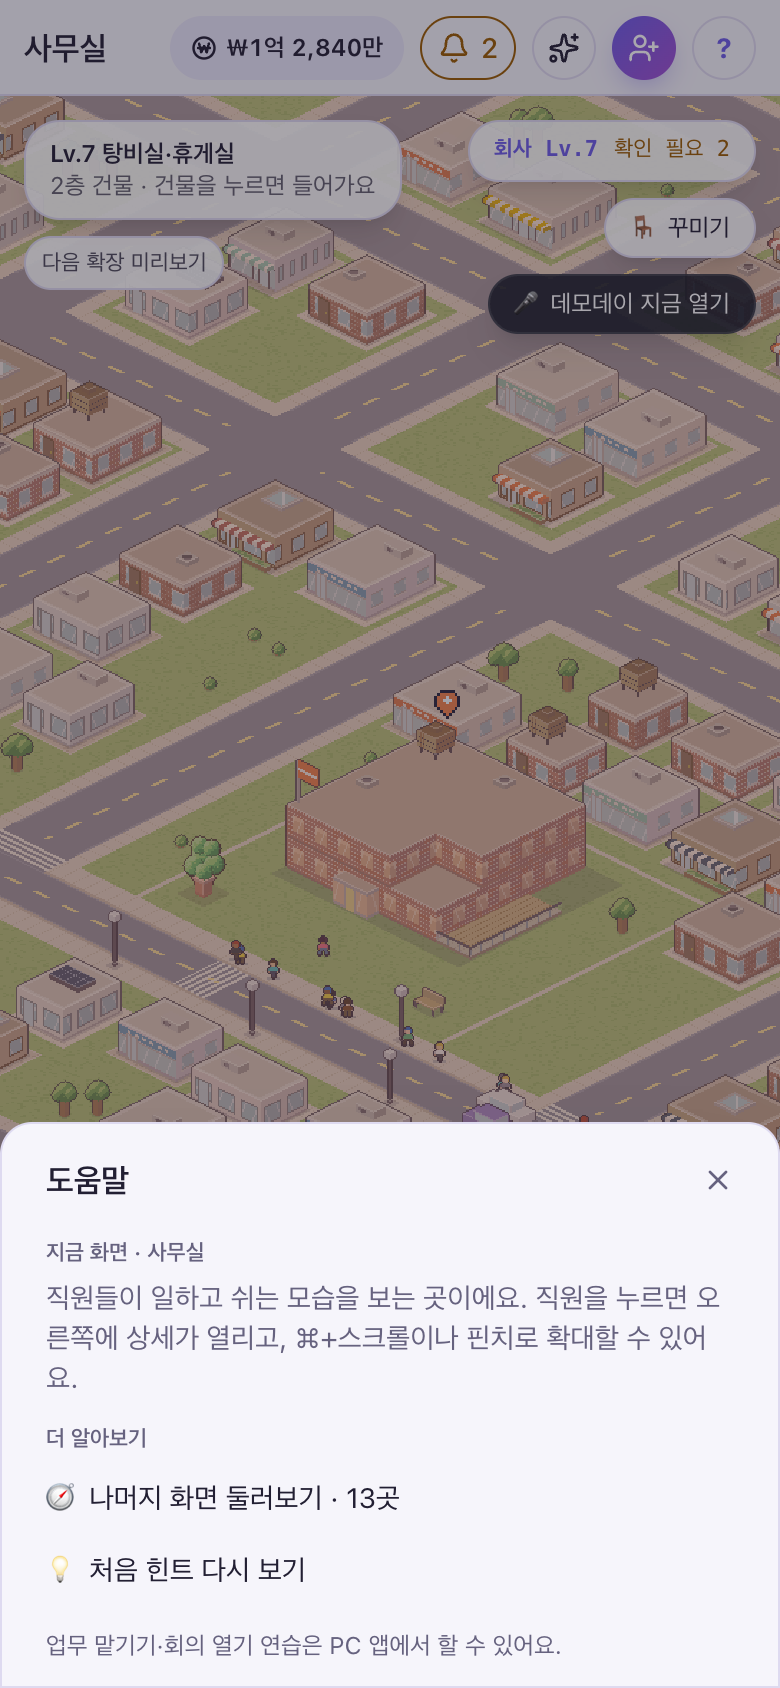 사무실
₩1억 2,840만
2
?
Lv.7 탕비실·휴게실
2층 건물 · 건물을 누르면 들어가요
다음 확장 미리보기
회사 Lv.7 확인 필요 2
꾸미기
데모데이 지금 열기
도움말
지금 화면 · 사무실
직원들이 일하고 쉬는 모습을 보는 곳이에요. 직원을 누르면 오
른쪽에 상세가 열리고, ⌘+스크롤이나 핀치로 확대할 수 있어
요.
더 알아보기
나머지 화면 둘러보기 · 13곳
처음 힌트 다시 보기
업무 맡기기·회의 열기 연습은 PC 앱에서 할 수 있어요.